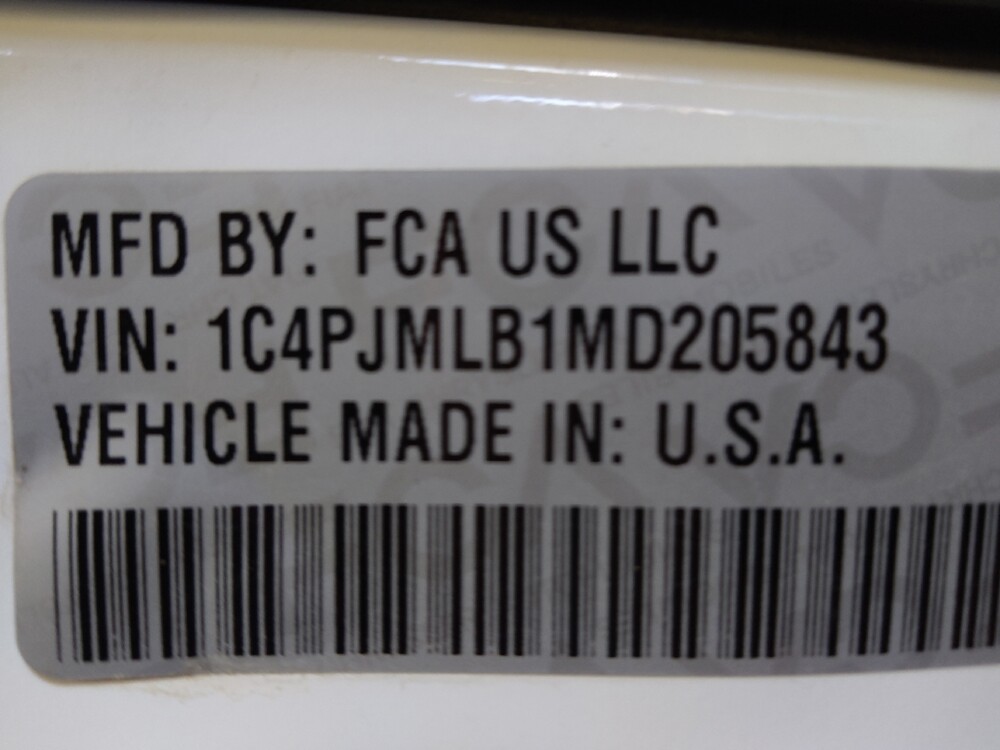 MFD BY: FCA US LLC
VIN: 1C4PJMLB1MD205843
VEHICLE MADE IN: U.S.A.